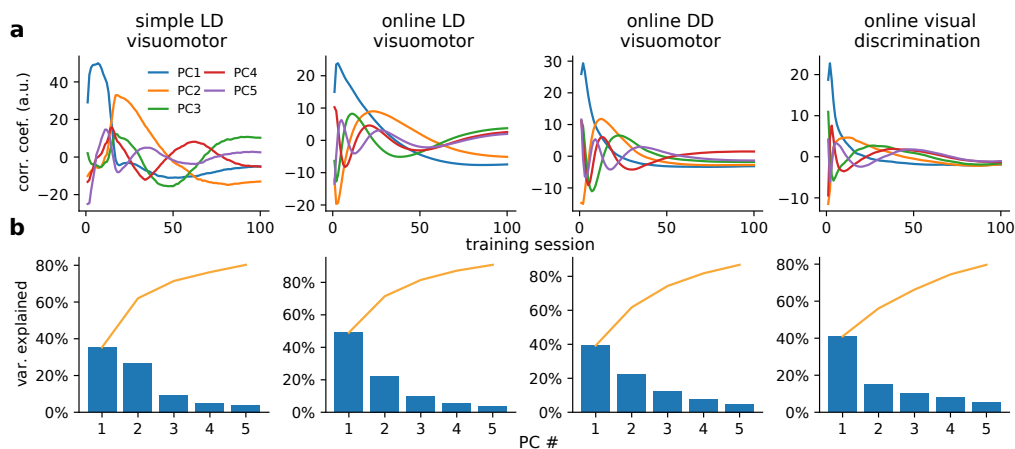 a
simple LD
visuomotor
online LD
visuomotor
online DD
visuomotor
online visual
discrimination
corr. coef. (a.u.)
40
20
0
−20
PC1
PC2
PC3
PC4
PC5
0
50
100
20
10
0
−10
−20
0
50
100
30
20
10
0
−10
0
50
100
20
10
0
−10
0
50
100
training session
b
var. explained
80%
60%
40%
20%
0%
1 2 3 4 5
80%
60%
40%
20%
0%
1 2 3 4 5
80%
60%
40%
20%
0%
1 2 3 4 5
80%
60%
40%
20%
0%
1 2 3 4 5
PC #